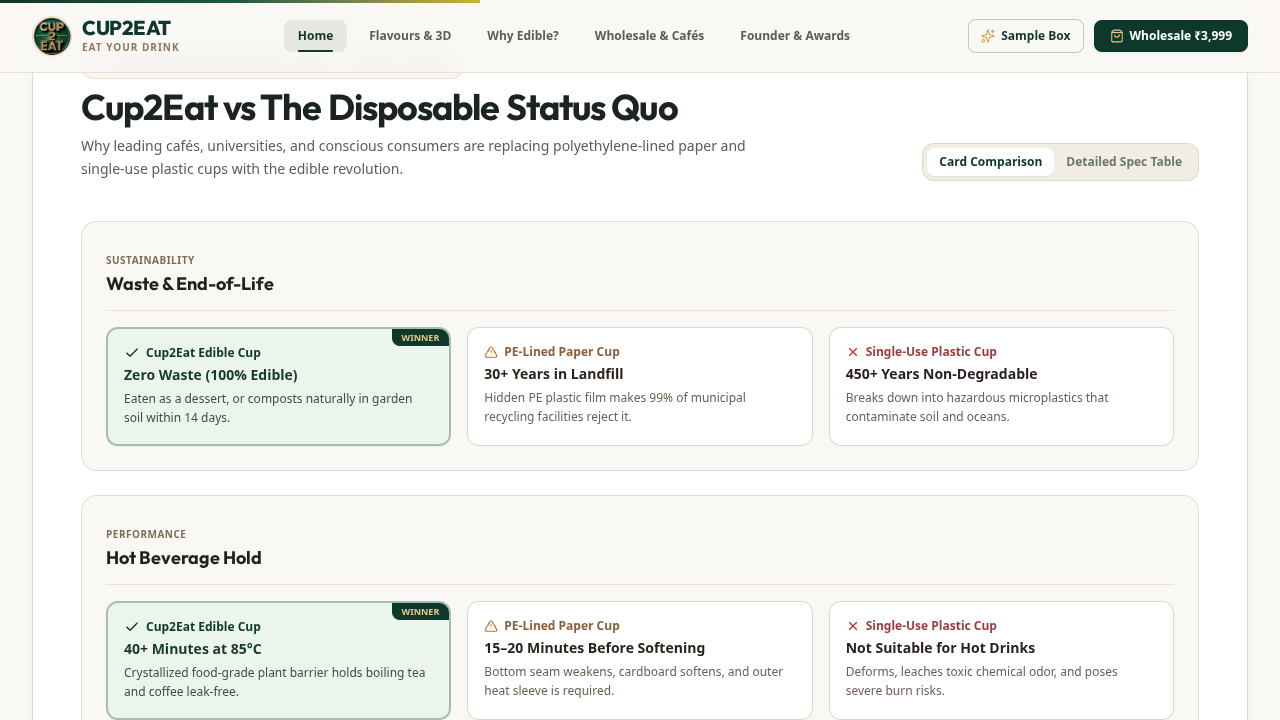 CUP
2
EAT
CUP2EAT
EAT YOUR DRINK
Home
Flavours & 3D
Why Edible?
Wholesale & Cafés
Founder & Awards
Sample Box
Wholesale ₹3,999
Cup2Eat vs The Disposable Status Quo
Why leading cafés, universities, and conscious consumers are replacing polyethylene-lined paper and
single-use plastic cups with the edible revolution.
Card Comparison
Detailed Spec Table
SUSTAINABILITY
Waste & End-of-Life
WINNER
Cup2Eat Edible Cup
Zero Waste (100% Edible)
Eaten as a dessert, or composts naturally in garden
soil within 14 days.
PE-Lined Paper Cup
30+ Years in Landfill
Hidden PE plastic film makes 99% of municipal
recycling facilities reject it.
Single-Use Plastic Cup
450+ Years Non-Degradable
Breaks down into hazardous microplastics that
contaminate soil and oceans.
PERFORMANCE
Hot Beverage Hold
WINNER
Cup2Eat Edible Cup
40+ Minutes at 85°C
Crystallized food-grade plant barrier holds boiling tea
and coffee leak-free.
PE-Lined Paper Cup
15–20 Minutes Before Softening
Bottom seam weakens, cardboard softens, and outer
heat sleeve is required.
Single-Use Plastic Cup
Not Suitable for Hot Drinks
Deforms, leaches toxic chemical odor, and poses
severe burn risks.